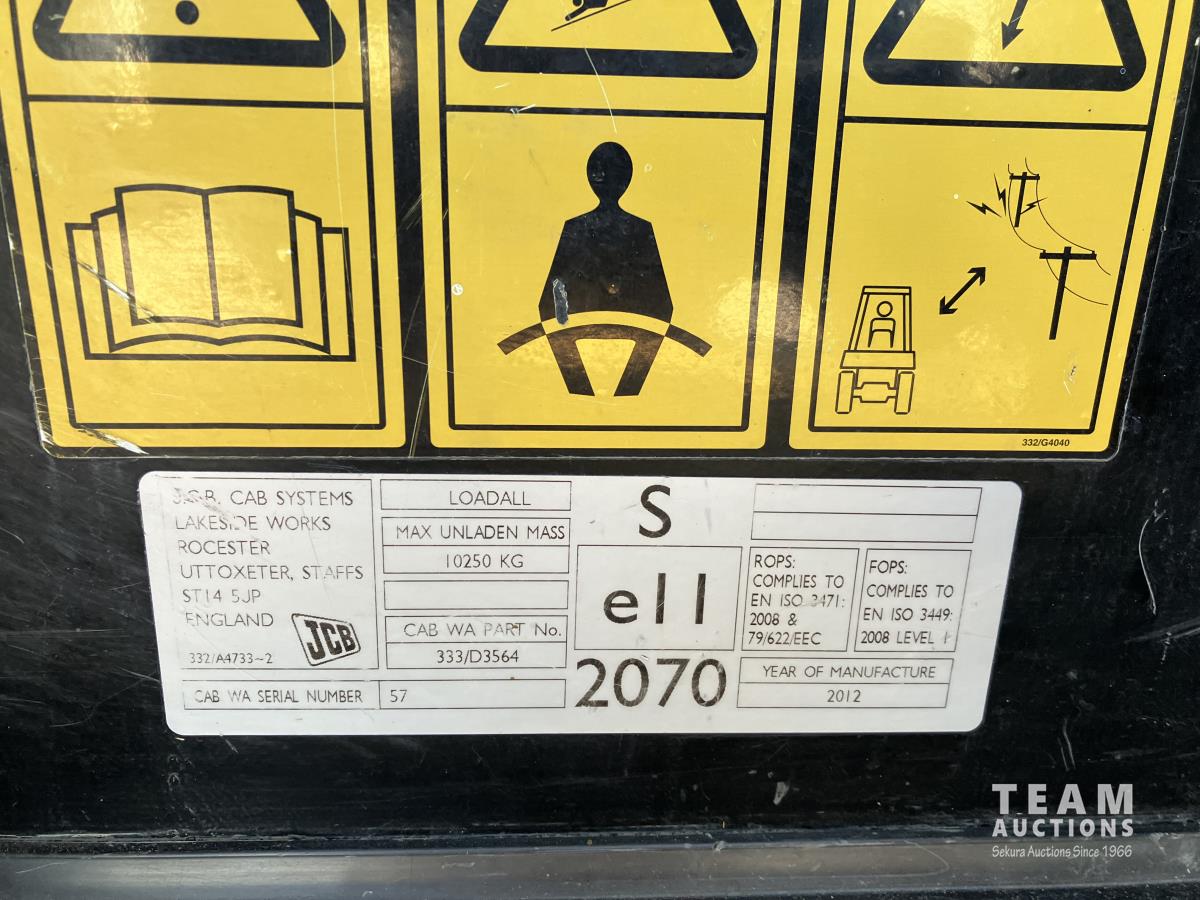 332/G4040
J.C.B. CAB SYSTEMS
LAKESIDE WORKS
ROCESTER
UTTOXETER, STAFFS
ST14 5JP
ENGLAND
JCB
332/A4733~2
CAB WA SERIAL NUMBER
57
LOADALL
MAX UNLADEN MASS
10250 KG
CAB WA PART No.
333/D3564
S
e11
2070
ROPS:
COMPLIES TO
EN ISO 3471:
2008 &
79/622/EEC
FOPS:
COMPLIES TO
EN ISO 3449:
2008 LEVEL 1
YEAR OF MANUFACTURE
2012
TEAM
AUCTIONS
Sekura Auctions Since 1966